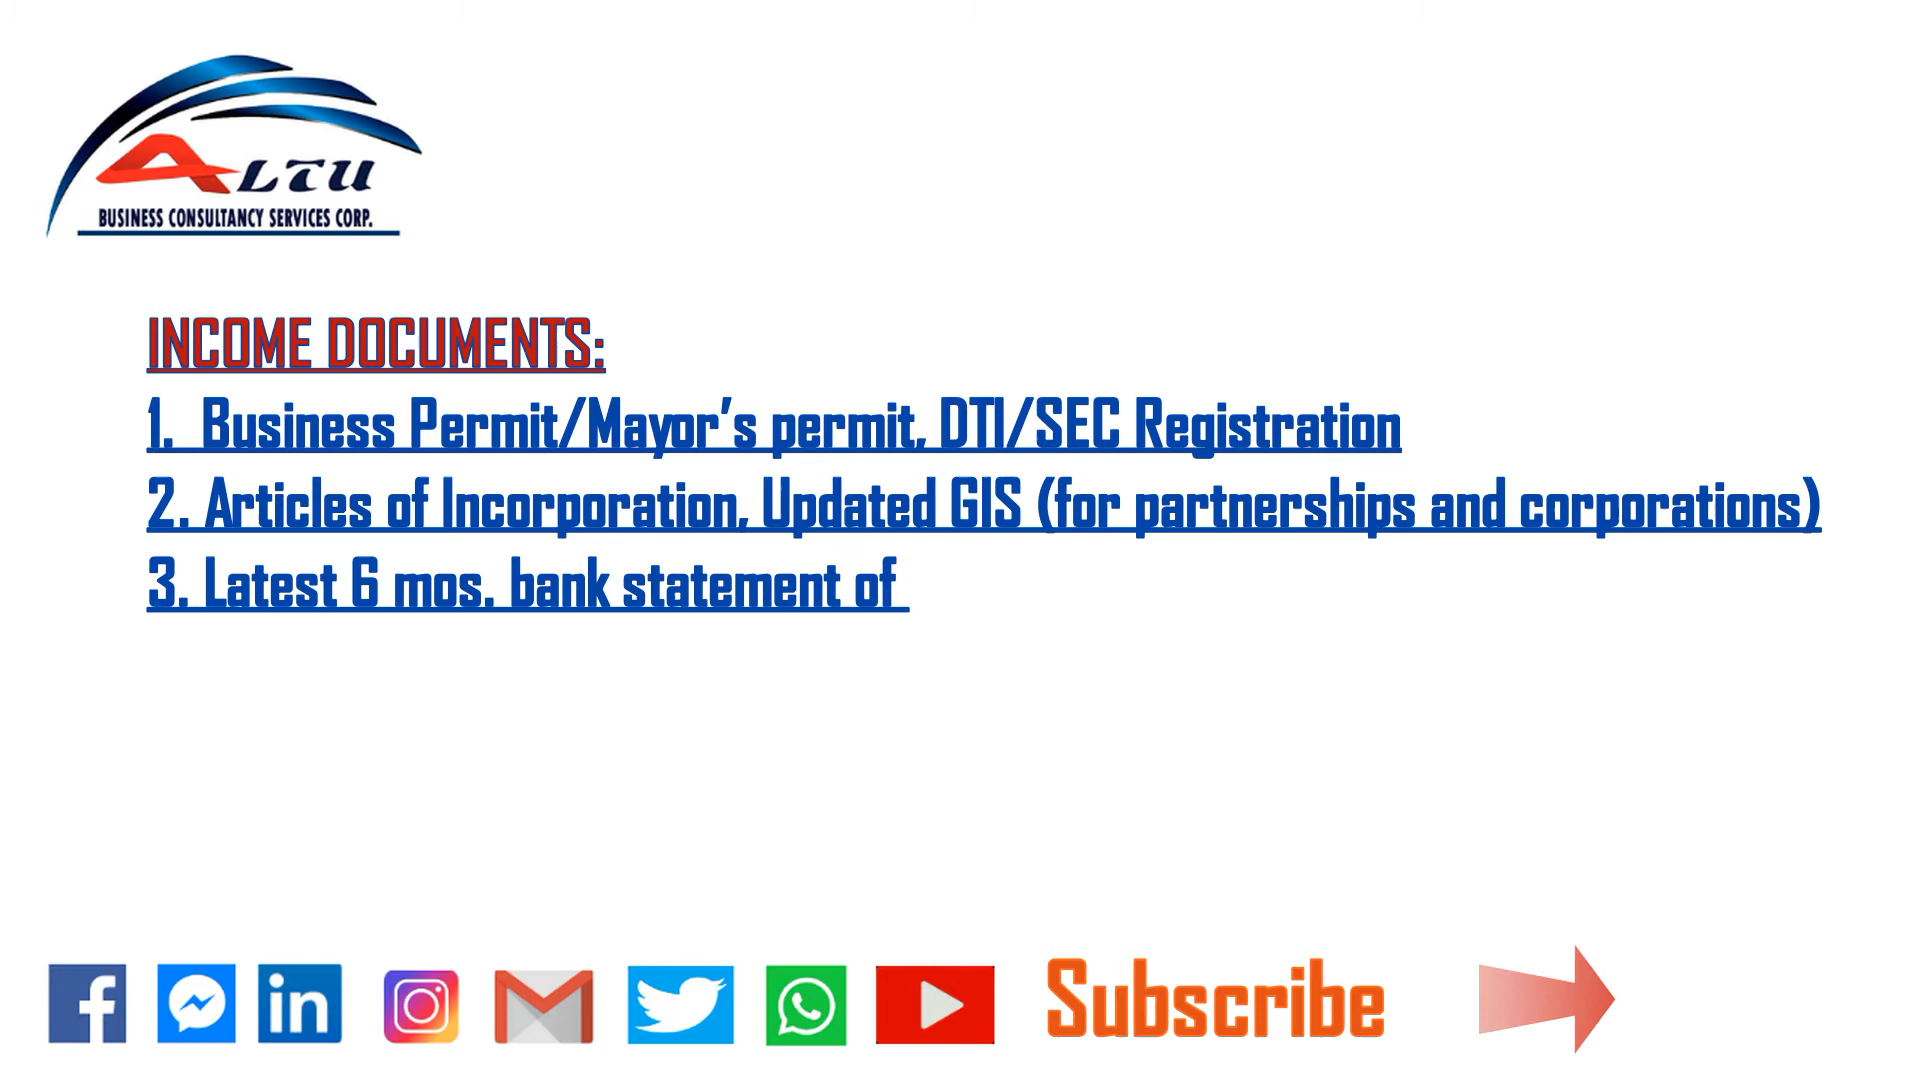 ALTU
BUSINESS CONSULTANCY SERVICES CORP.
INCOME DOCUMENTS:
1. Business Permit/Mayor's permit, DTI/SEC Registration
2. Articles of Incorporation, Updated GIS (for partnerships and corporations)
3. Latest 6 mos. bank statement of
Subscribe